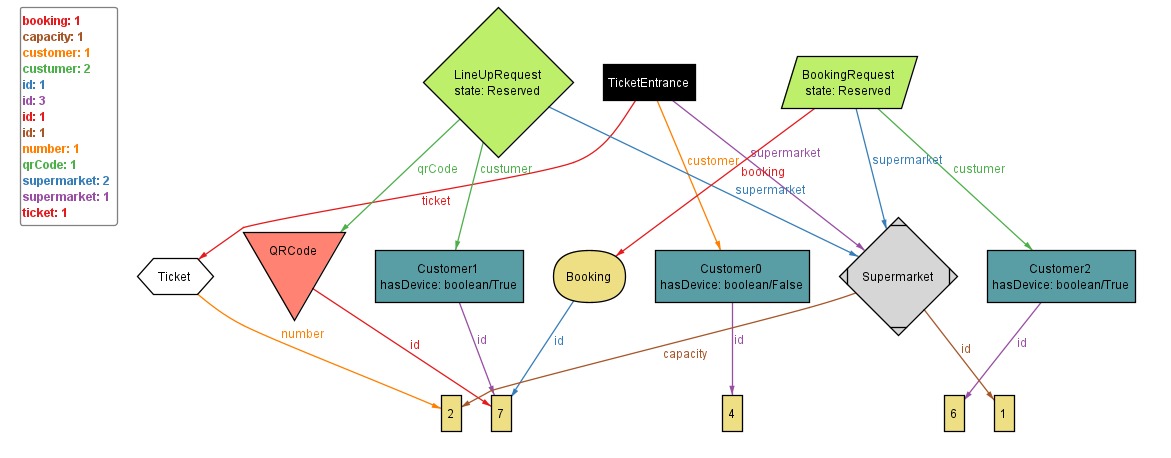 booking: 1
capacity: 1
customer: 1
custumer: 2
id: 1
id: 3
id: 1
id: 1
number: 1
qrCode: 1
supermarket: 2
supermarket: 1
ticket: 1
LineUpRequest
state: Reserved
TicketEntrance
BookingRequest
state: Reserved
qrCode
custumer
customer
supermarket
booking
supermarket
supermarket
custumer
ticket
Ticket
QRCode
Customer1
hasDevice: boolean/True
Booking
Customer0
hasDevice: boolean/False
Supermarket
Customer2
hasDevice: boolean/True
number
id
id
id
capacity
id
id
id
2
7
4
6
1